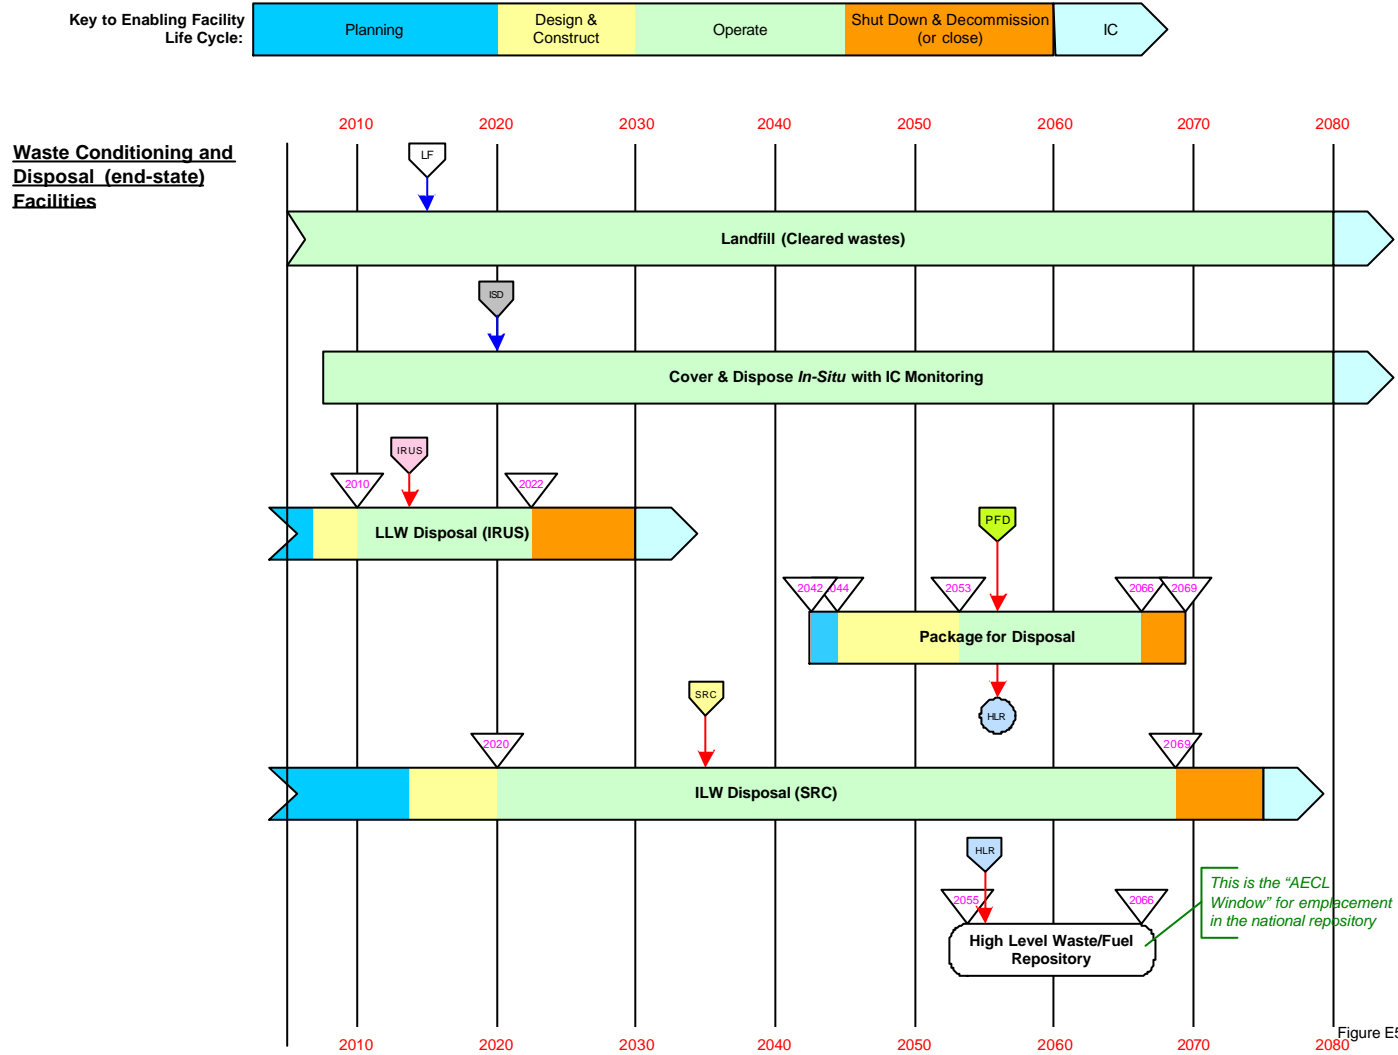 Key to Enabling Facility
Life Cycle:
Planning
Design &
Construct
Operate
Shut Down & Decommission
(or close)
IC
2010 2020 2030 2040 2050 2060 2070 2080
Waste Conditioning and
Disposal (end-state)
Facilities
LF
Landfill (Cleared wastes)
ISD
Cover & Dispose In-Situ with IC Monitoring
IRUS
2010 2022
LLW Disposal (IRUS)
PFD
2042 044 2053 2066 2069
Package for Disposal
SRC
HLR
2020 2069
ILW Disposal (SRC)
HLR
2055 2066
This is the “AECL
Window” for emplacement
in the national repository
High Level Waste/Fuel
Repository
2010 2020 2030 2040 2050 2060 2070 2080
Figure E5